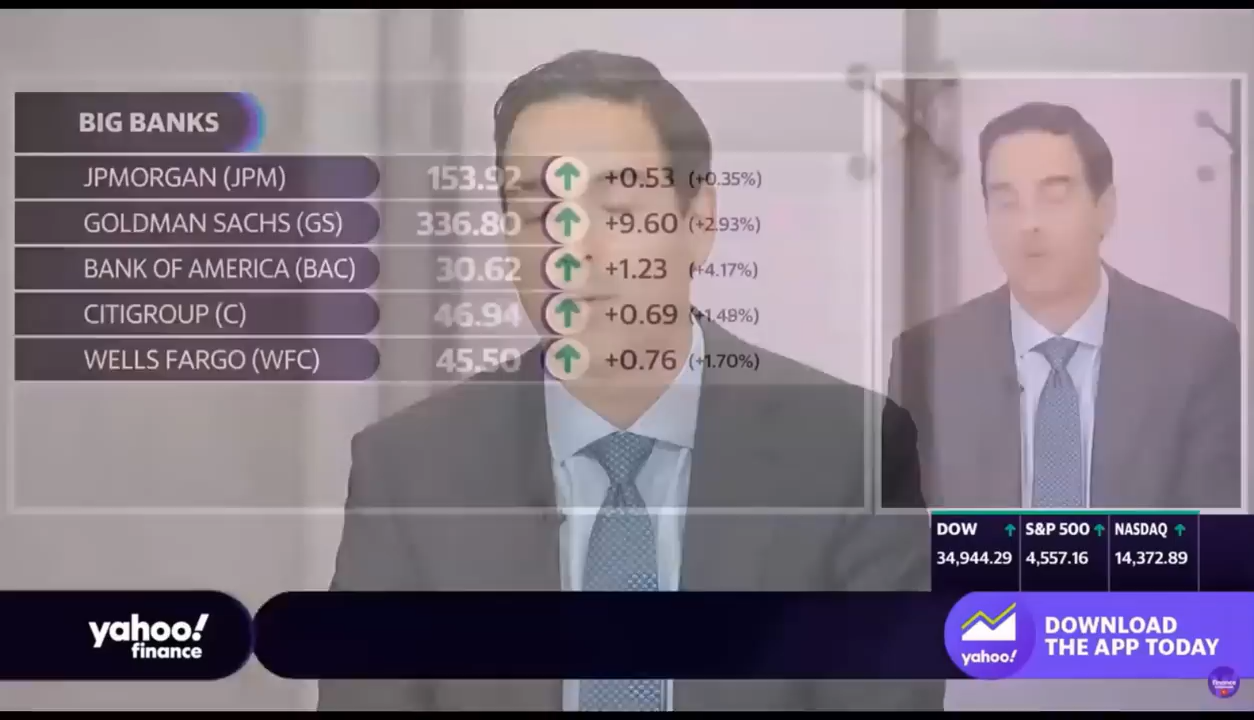 BIG BANKS
JPMORGAN (JPM) 153.92 +0.53 (+0.35%)
GOLDMAN SACHS (GS) 336.80 +9.60 (+2.93%)
BANK OF AMERICA (BAC) 30.62 +1.23 (+4.17%)
CITIGROUP (C) 46.94 +0.69 (+1.48%)
WELLS FARGO (WFC) 45.50 +0.76 (+1.70%)
DOW S&P 500 NASDAQ
34,944.29 4,557.16 14,372.89
yahoo!
finance
yahoo!
DOWNLOAD
THE APP TODAY